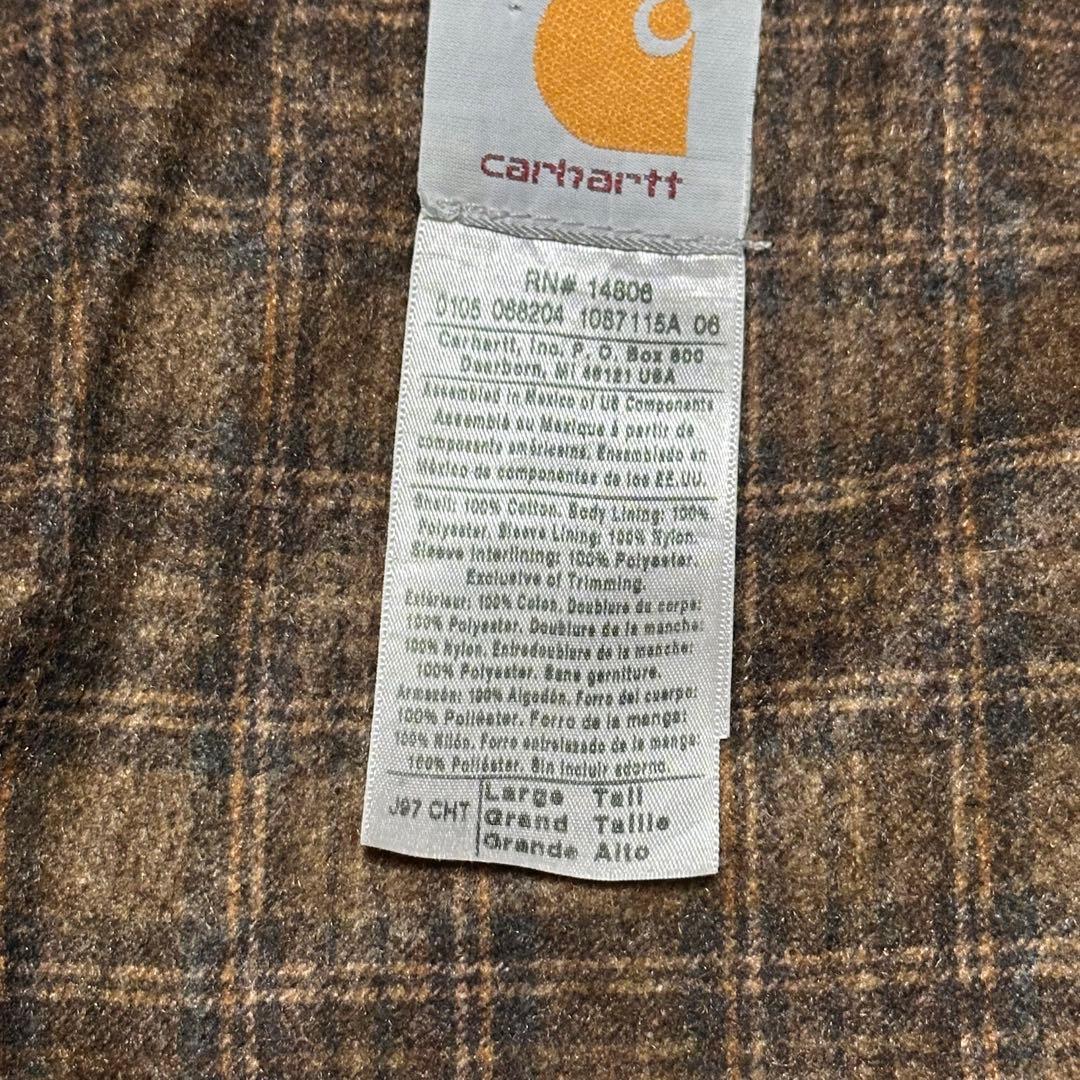 carhartt
RN# 14806
0105 068204 1087115A 06
Carhartt, Inc. P. O. Box 600
Dearborn, MI 48121 USA
Assembled in Mexico of US Components
Assemblé au Mexique à partir de
composants américains. Ensamblado en
México de componentes de los EE.UU.
Shell: 100% Cotton. Body Lining: 100%
Polyester. Sleeve Lining: 100% Nylon.
Sleeve Interlining: 100% Polyester.
Exclusive of Trimming.
Extérieur: 100% Coton. Doublure du corps:
100% Polyester. Doublure de la manche:
100% Nylon. Entredoublure de la manche:
100% Polyester. Sans garniture.
Armazón: 100% Algodón. Forro del cuerpo:
100% Poliéster. Forro de la manga:
100% Nilón. Forro entrelazado de la manga:
100% Poliéster. Sin incluir adorno.
J97 CHT
Large Tall
Grand Taille
Grande Alto